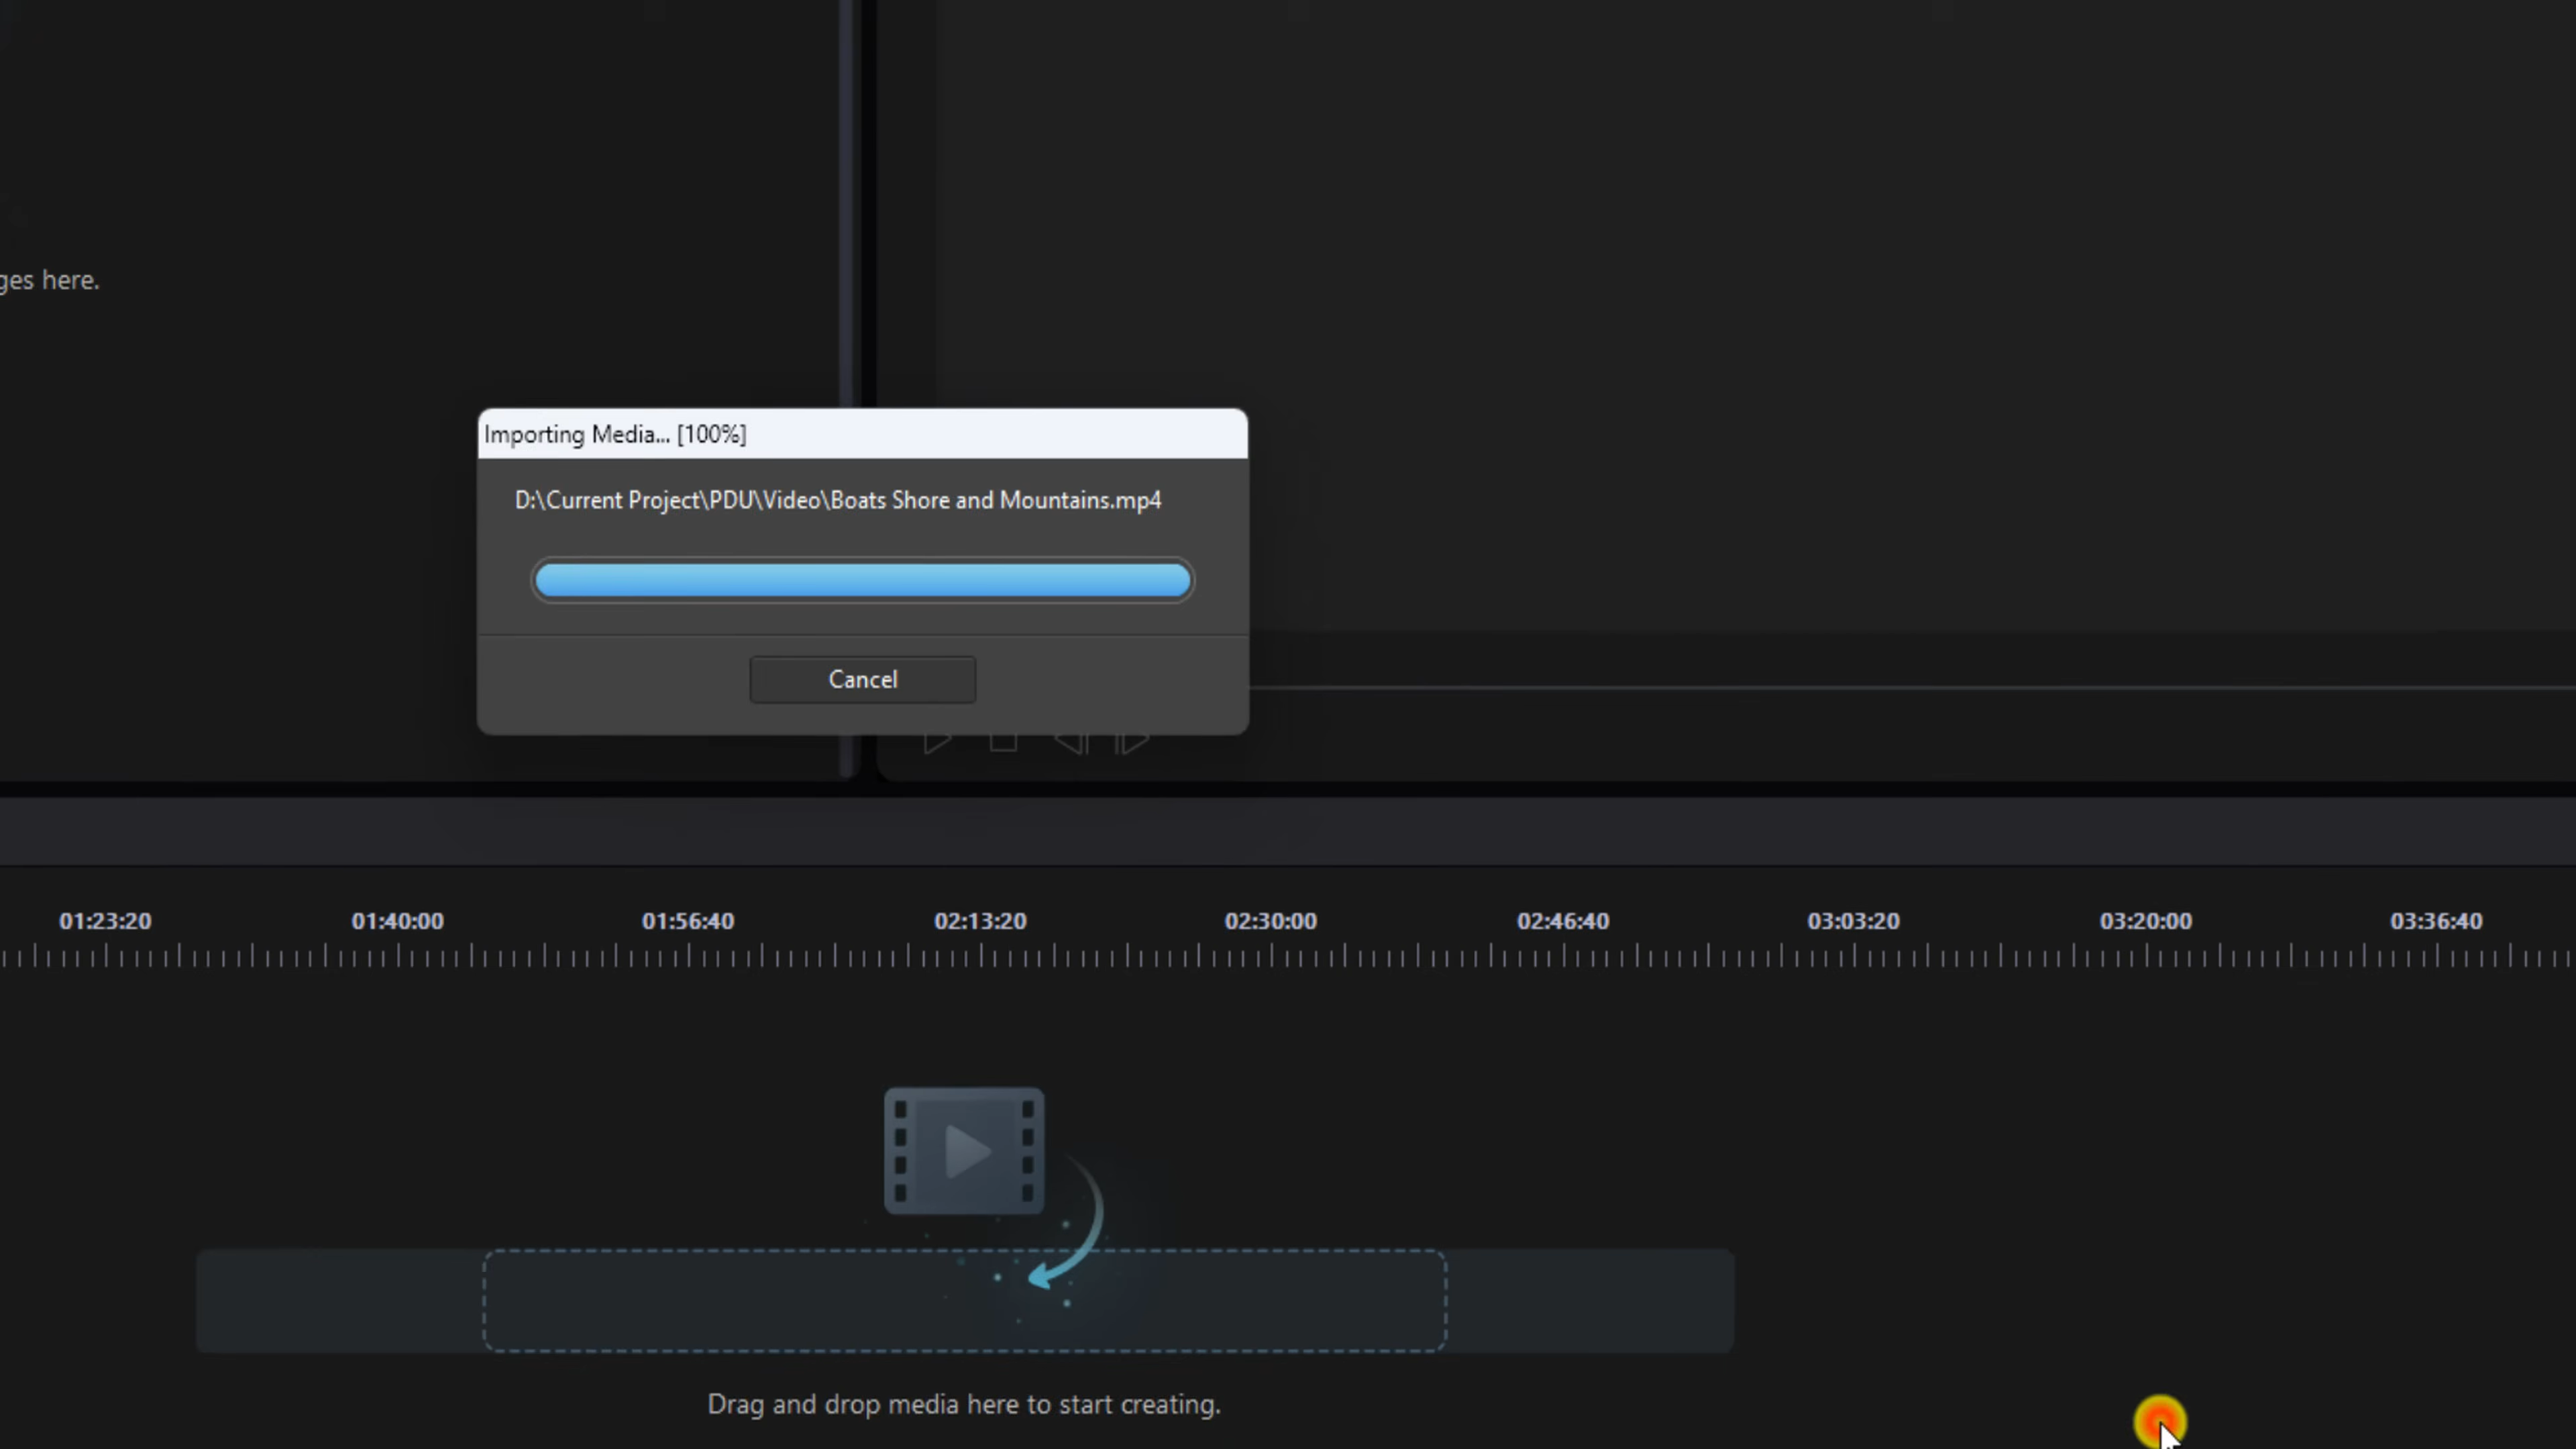 ges here.
Importing Media... [100%]
D:\Current Project\PDU\Video\Boats Shore and Mountains.mp4
Cancel
01:23:20 01:40:00 01:56:40 02:13:20 02:30:00 02:46:40 03:03:20 03:20:00 03:36:40
Drag and drop media here to start creating.